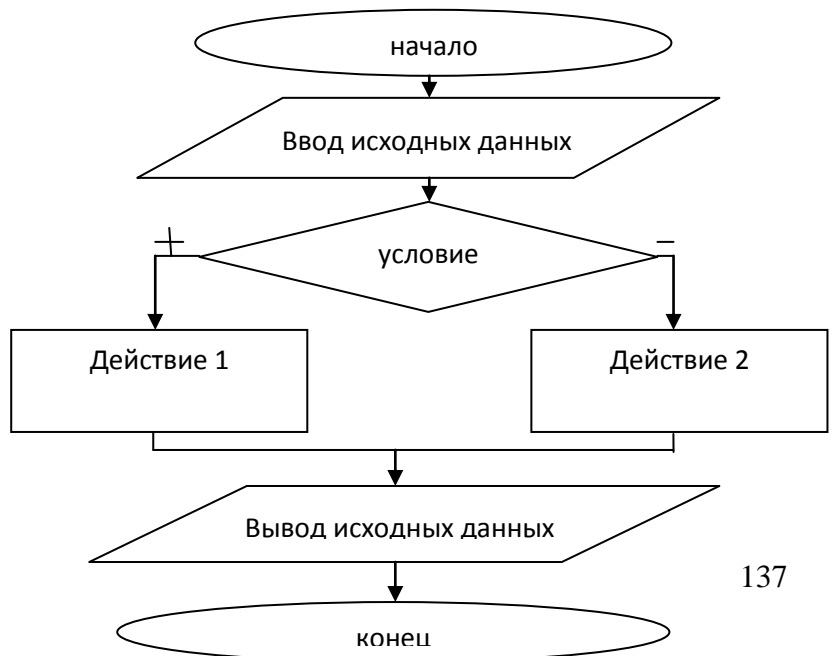 начало
Ввод исходных данных
+
условие
−
Действие 1
Действие 2
Вывод исходных данных
137
конец